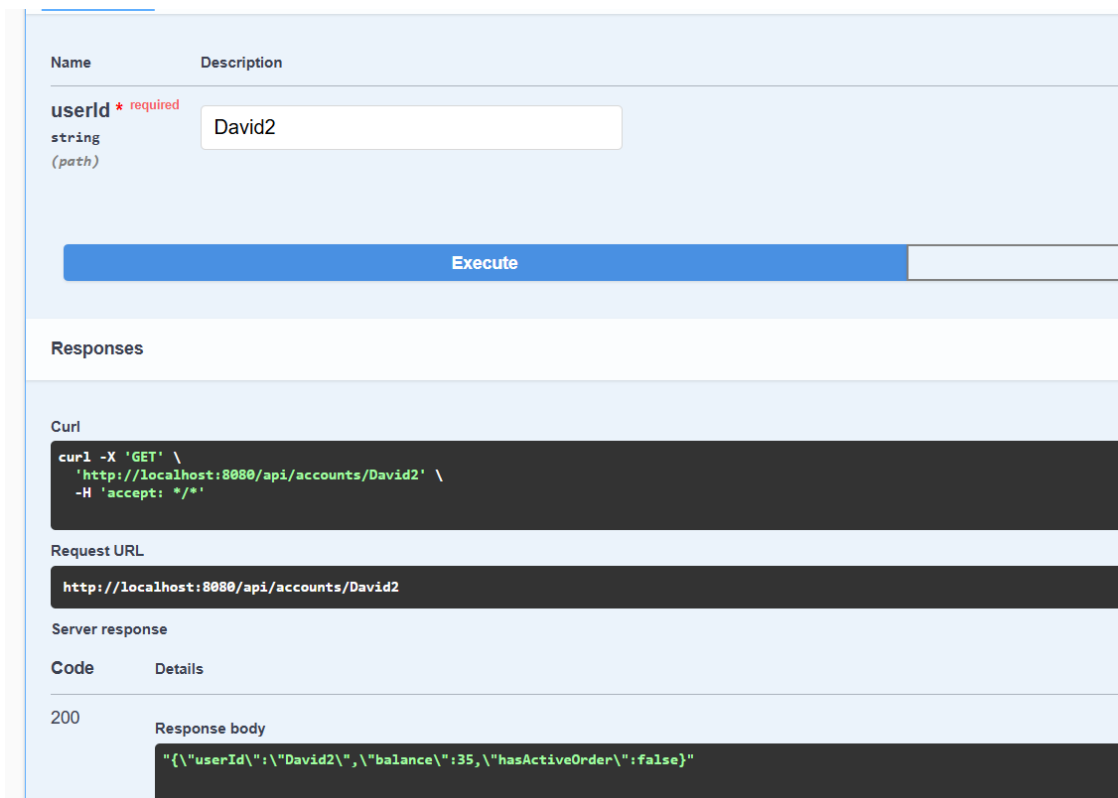 Name Description
userId * required
David2
string
(path)
Execute
Responses
Curl
curl -X 'GET' \
'http://localhost:8080/api/accounts/David2' \
-H 'accept: */*'
Request URL
http://localhost:8080/api/accounts/David2
Server response
Code Details
200
Response body
"{\"userId\":\"David2\",\"balance\":35,\"hasActiveOrder\":false}"